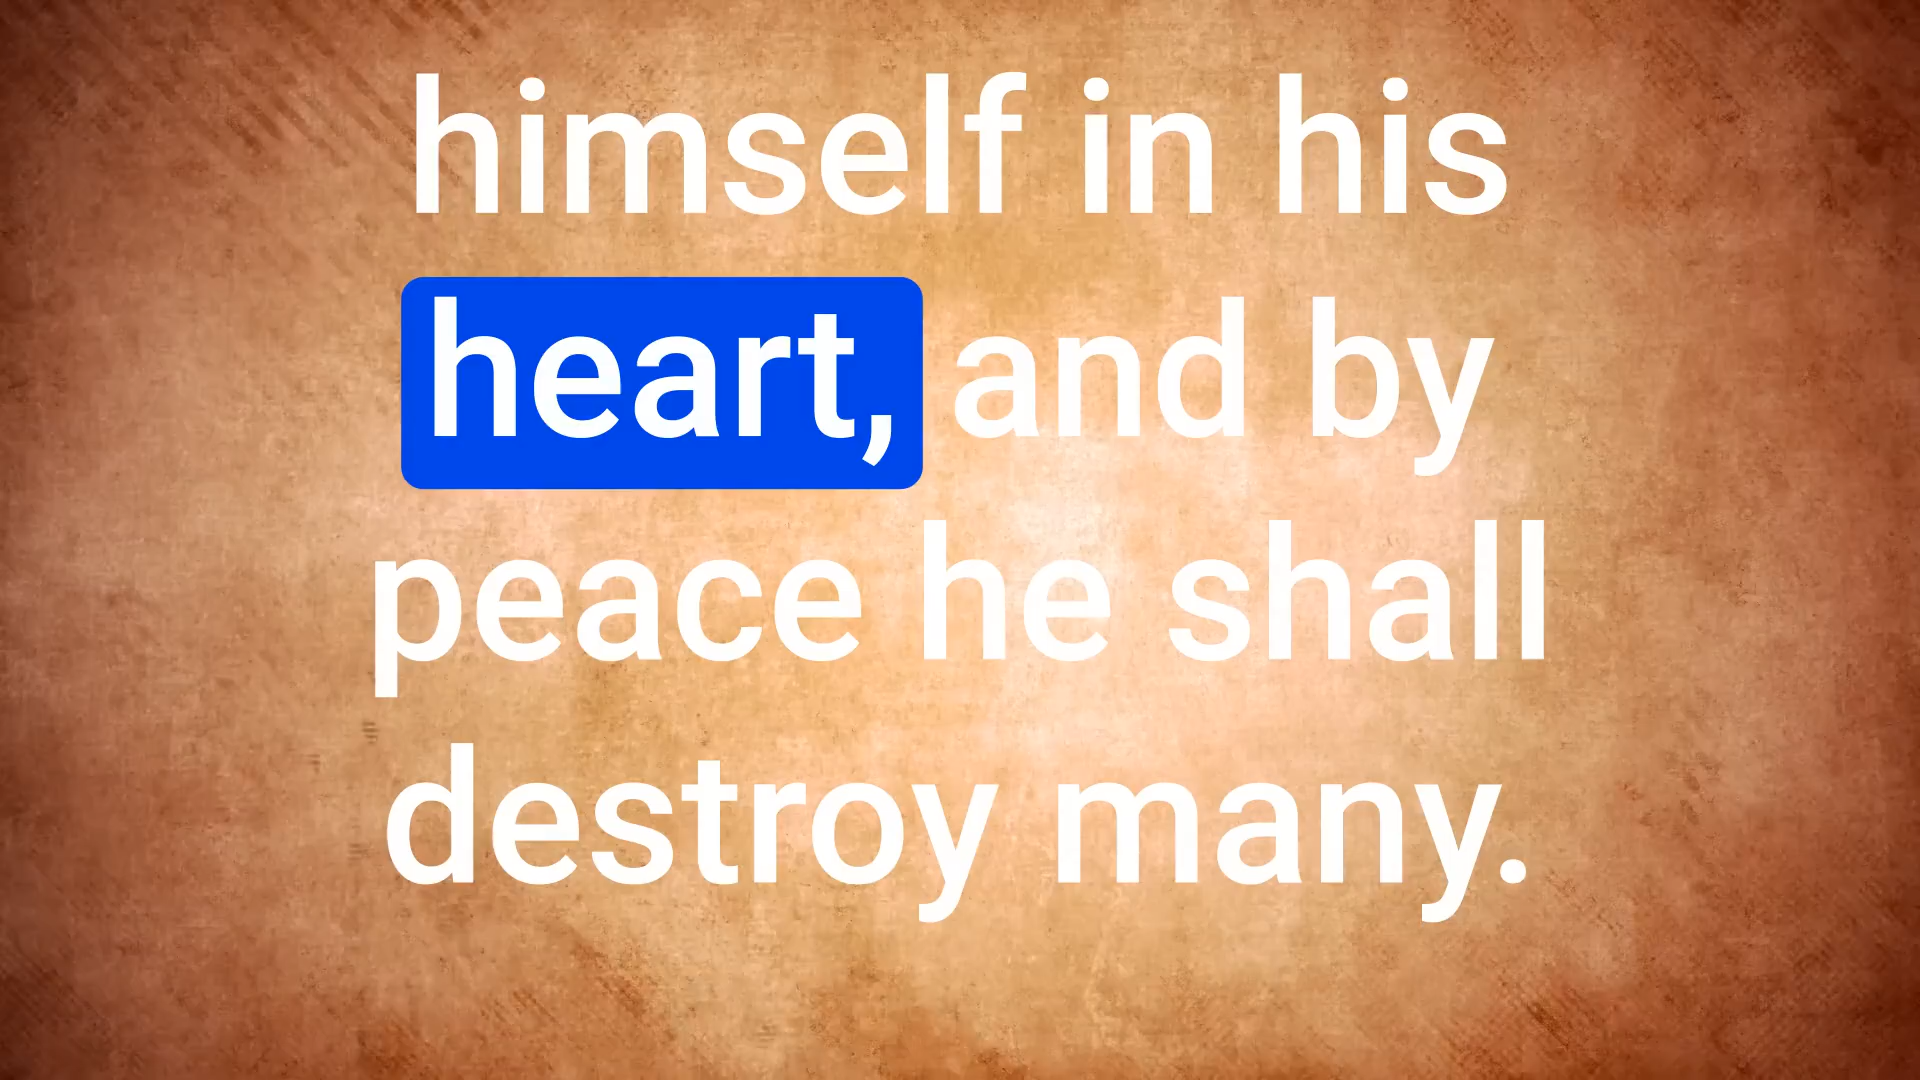 himself in his
heart, and by
peace he shall
destroy many.